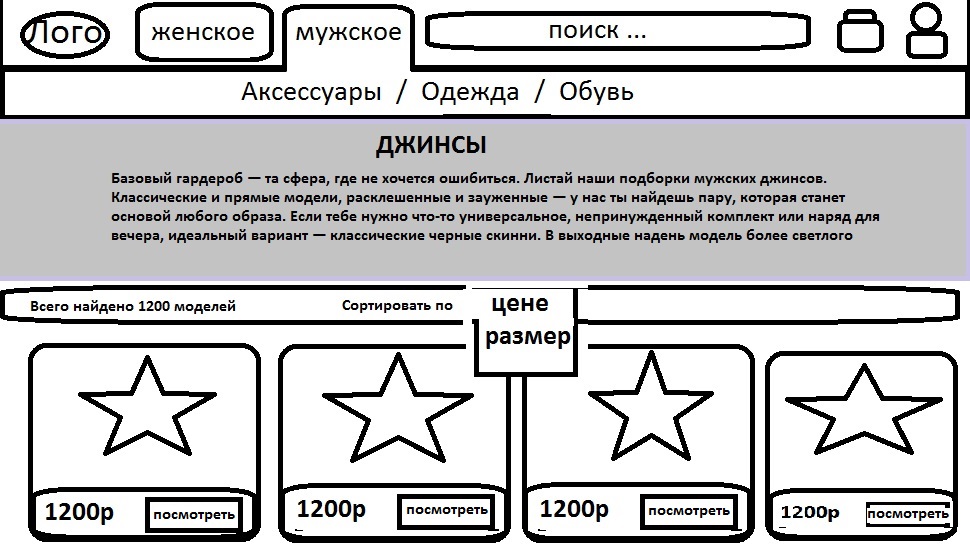 Лого женское мужское поиск ...
Аксессуары / Одежда / Обувь
ДЖИНСЫ
Базовый гардероб — та сфера, где не хочется ошибиться. Листай наши подборки мужских джинсов.
Классические и прямые модели, расклешенные и зауженные — у нас ты найдешь пару, которая станет
основой любого образа. Если тебе нужно что-то универсальное, непринужденный комплект или наряд для
вечера, идеальный вариант — классические черные скинни. В выходные надень модель более светлого
Всего найдено 1200 моделей Сортировать по цене
размер
1200р посмотреть 1200р посмотреть 1200р посмотреть 1200р посмотреть